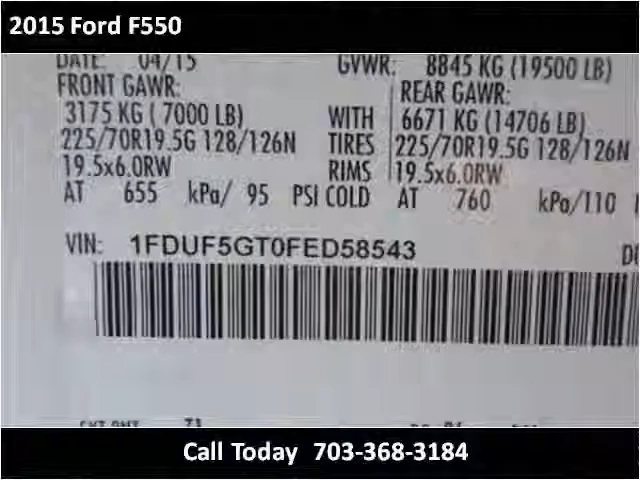 2015 Ford F550
DATE: 04/15 GVWR: 8845 KG (19500 LB)
FRONT GAWR: REAR GAWR:
3175 KG ( 7000 LB) WITH 6671 KG (14706 LB)
225/70R19.5G 128/126N TIRES 225/70R19.5G 128/126N
19.5x6.0RW RIMS 19.5x6.0RW
AT 655 kPa/ 95 PSI COLD AT 760 kPa/110
VIN: 1FDUF5GT0FED58543
EXT PNT 71
Call Today 703-368-3184